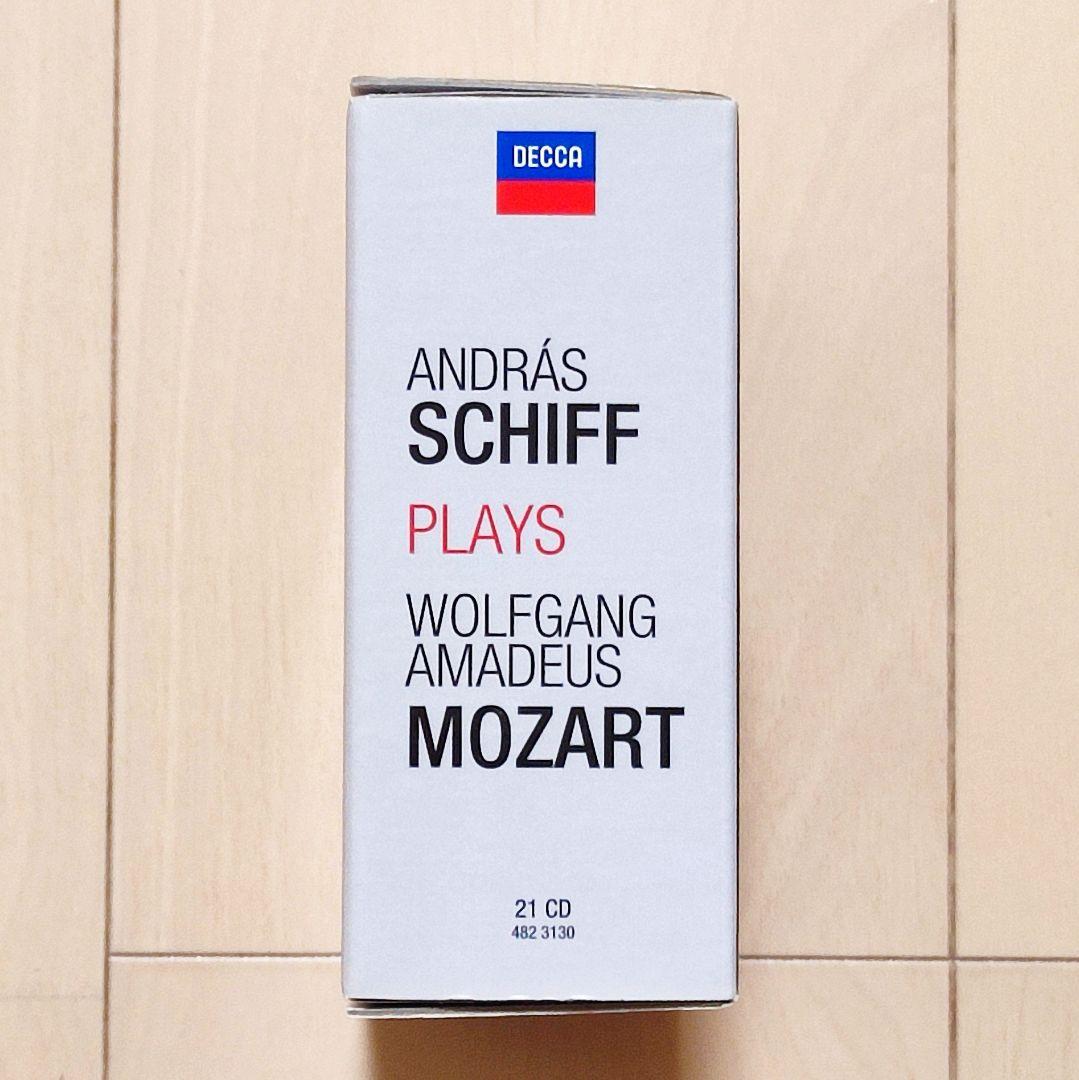 DECCA
ANDRÁS
SCHIFF
PLAYS
WOLFGANG
AMADEUS
MOZART
21 CD
482 3130